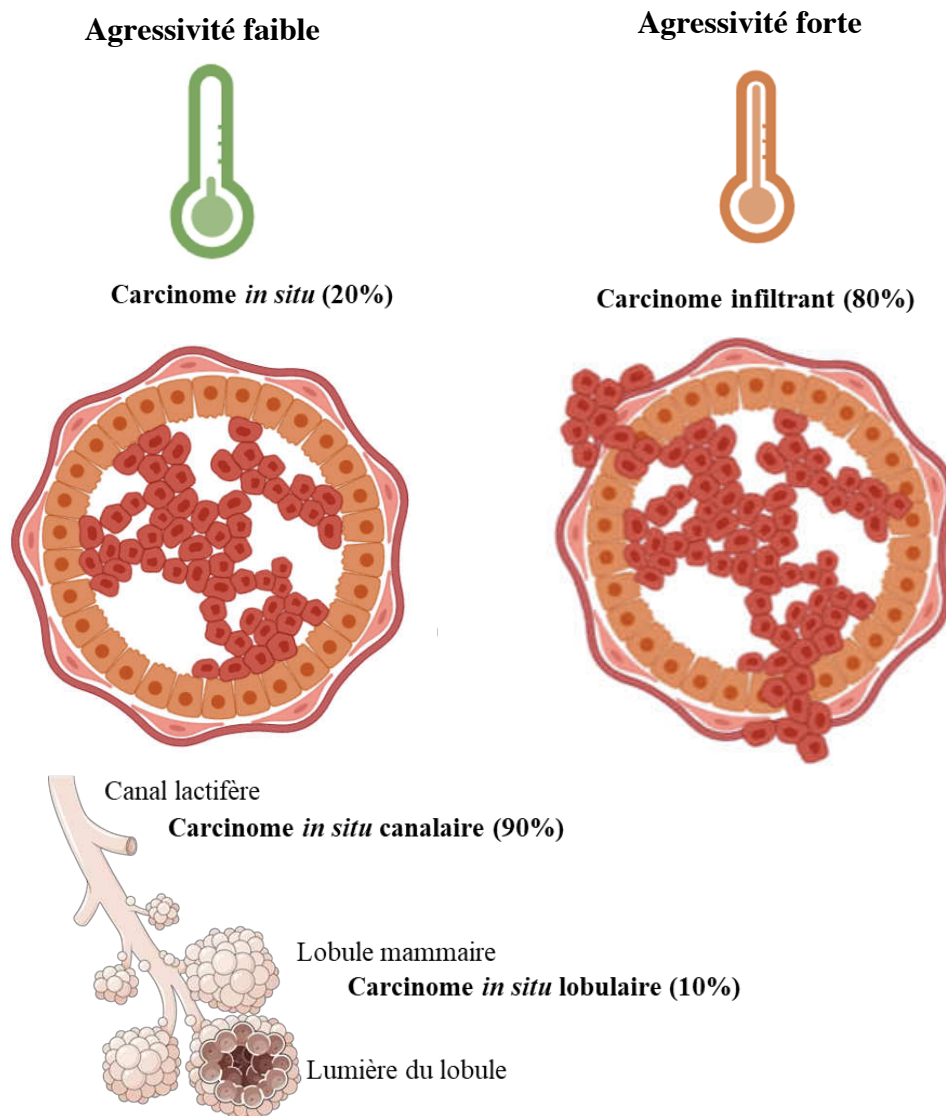 Agressivité faible
Agressivité forte
Carcinome in situ (20%)
Carcinome infiltrant (80%)
Canal lactifère
Carcinome in situ canalaire (90%)
Lobule mammaire
Carcinome in situ lobulaire (10%)
Lumière du lobule